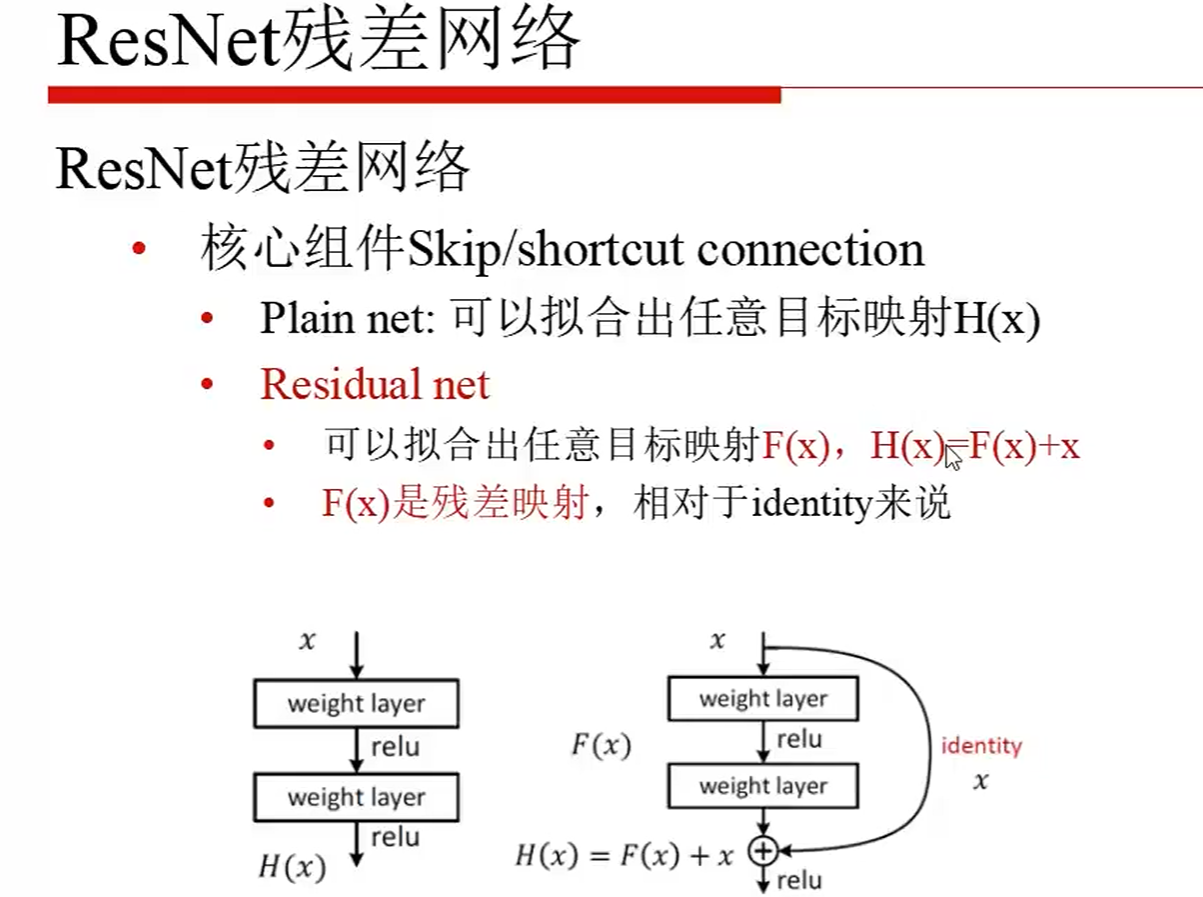 ResNet残差网络
ResNet残差网络
• 核心组件Skip/shortcut connection
• Plain net: 可以拟合出任意目标映射H(x)
• Residual net
• 可以拟合出任意目标映射F(x)，H(x)=F(x)+x
• F(x)是残差映射，相对于identity来说
x
weight layer
relu
weight layer
relu
H(x)
x
weight layer
F(x)
relu
identity
x
weight layer
H(x) = F(x) + x
+
relu